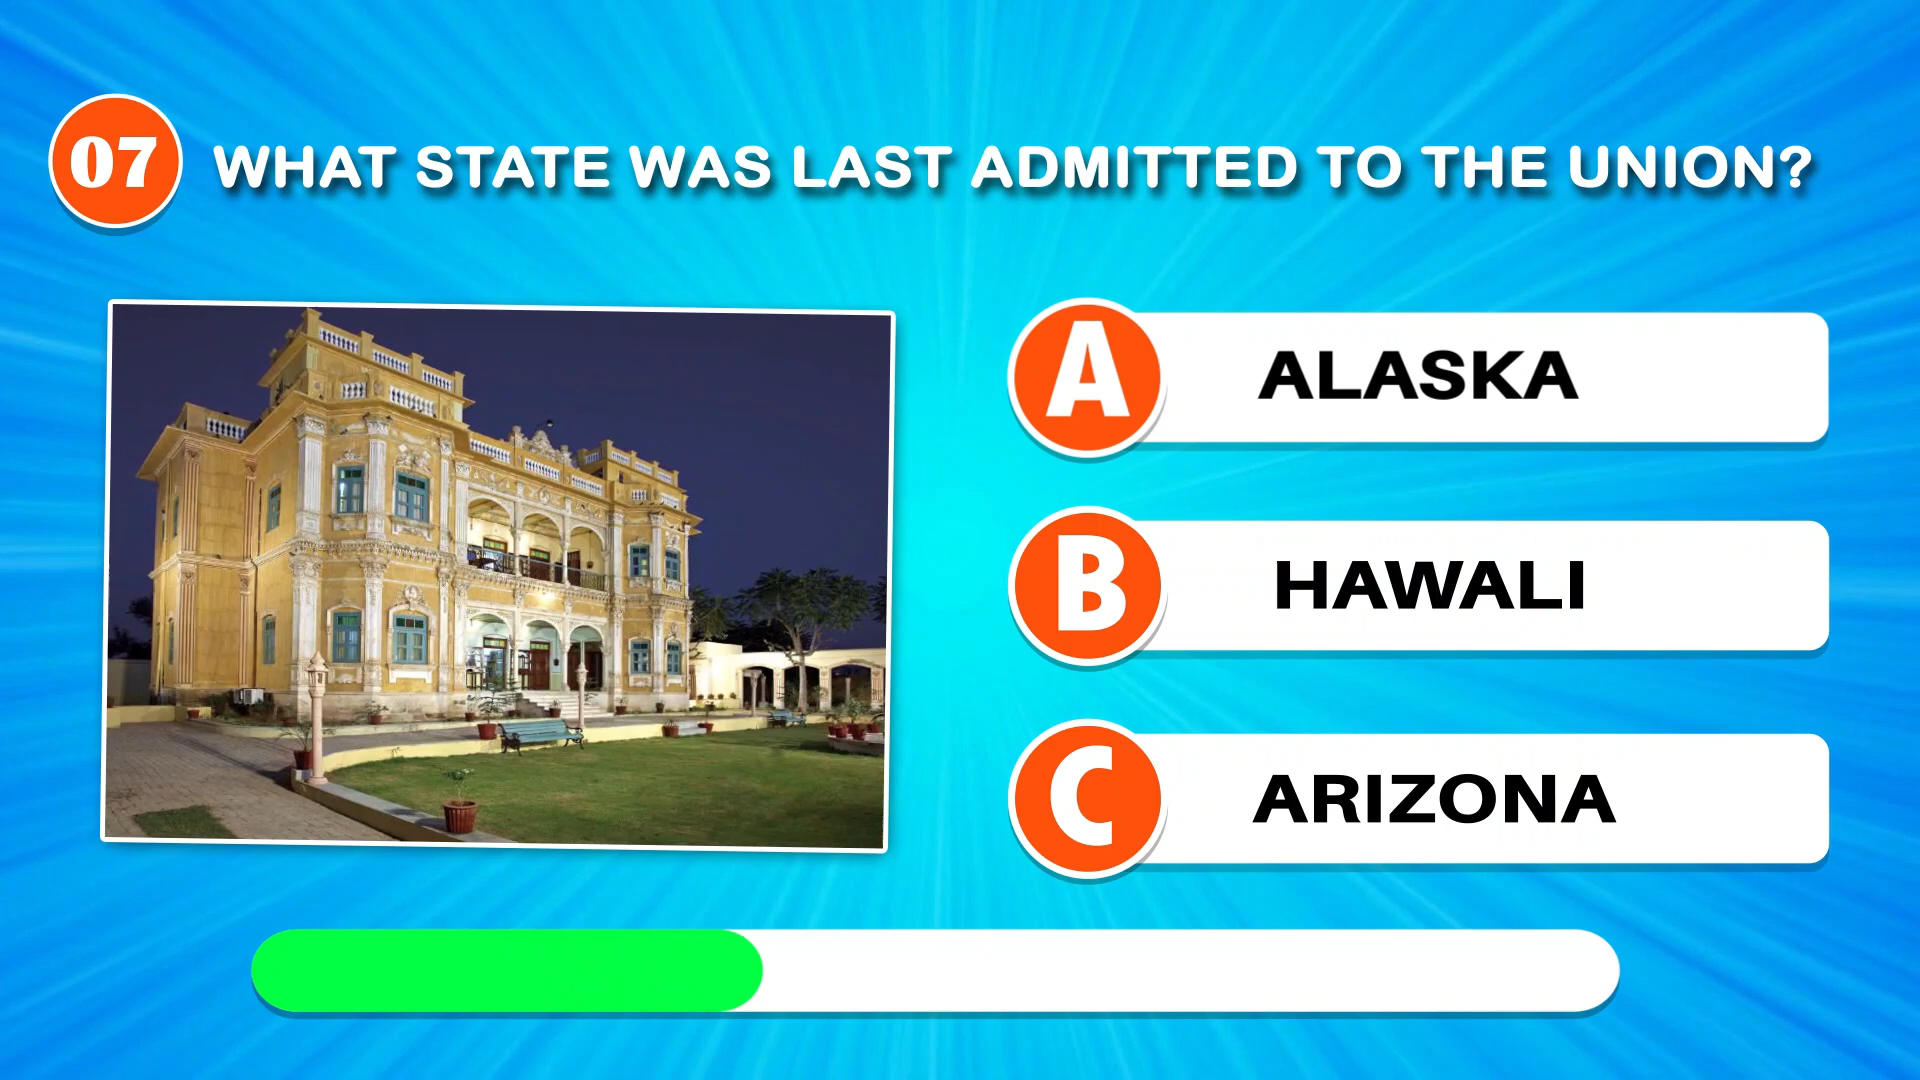 07 WHAT STATE WAS LAST ADMITTED TO THE UNION?
A ALASKA
B HAWALI
C ARIZONA